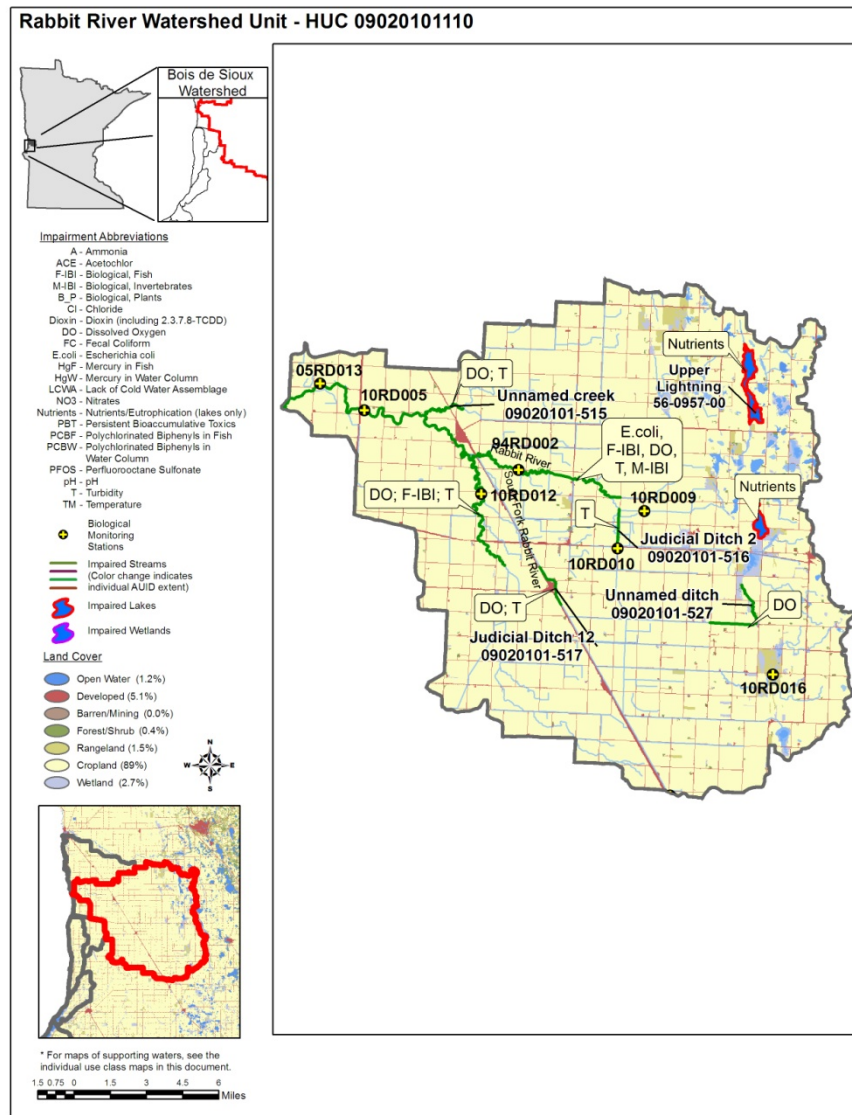 Rabbit River Watershed Unit - HUC 09020101110
Bois de Sioux
Watershed
Impairment Abbreviations
A - Ammonia
ACE - Acetochlor
F-IBI - Biological, Fish
M-IBI - Biological, Invertebrates
B_P - Biological, Plants
Cl - Chloride
Dioxin - Dioxin (including 2.3.7.8-TCDD)
DO - Dissolved Oxygen
FC - Fecal Coliform
E.coli - Escherichia coli
HgF - Mercury in Fish
HgW - Mercury in Water Column
LCWA - Lack of Cold Water Assemblage
NO3 - Nitrates
Nutrients - Nutrients/Eutrophication (lakes only)
PBT - Persistent Bioaccumulative Toxics
PCBF - Polychlorinated Biphenyls in Fish
PCBW - Polychlorinated Biphenyls in
Water Column
PFOS - Perfluorooctane Sulfonate
pH - pH
T - Turbidity
TM - Temperature
Biological
Monitoring
Stations
Impaired Streams
(Color change indicates
individual AUID extent)
Impaired Lakes
Impaired Wetlands
Land Cover
Open Water (1.2%)
Developed (5.1%)
Barren/Mining (0.0%)
Forest/Shrub (0.4%)
Rangeland (1.5%)
Cropland (89%)
Wetland (2.7%)
N
W E
S
* For maps of supporting waters, see the
individual use class maps in this document.
1.5 0.75 0 1.5 3 4.5 6
Miles
Nutrients
Upper
Lightning
56-0957-00
05RD013
DO; T
10RD005
Unnamed creek
09020101-515
94RD002
Rabbit River
E.coli,
F-IBI, DO,
T, M-IBI
DO; F-IBI; T
10RD012
South Fork Rabbit River
10RD009
Nutrients
T
Judicial Ditch 2
09020101-516
10RD010
Unnamed ditch
09020101-527
DO
DO; T
Judicial Ditch 12
09020101-517
10RD016